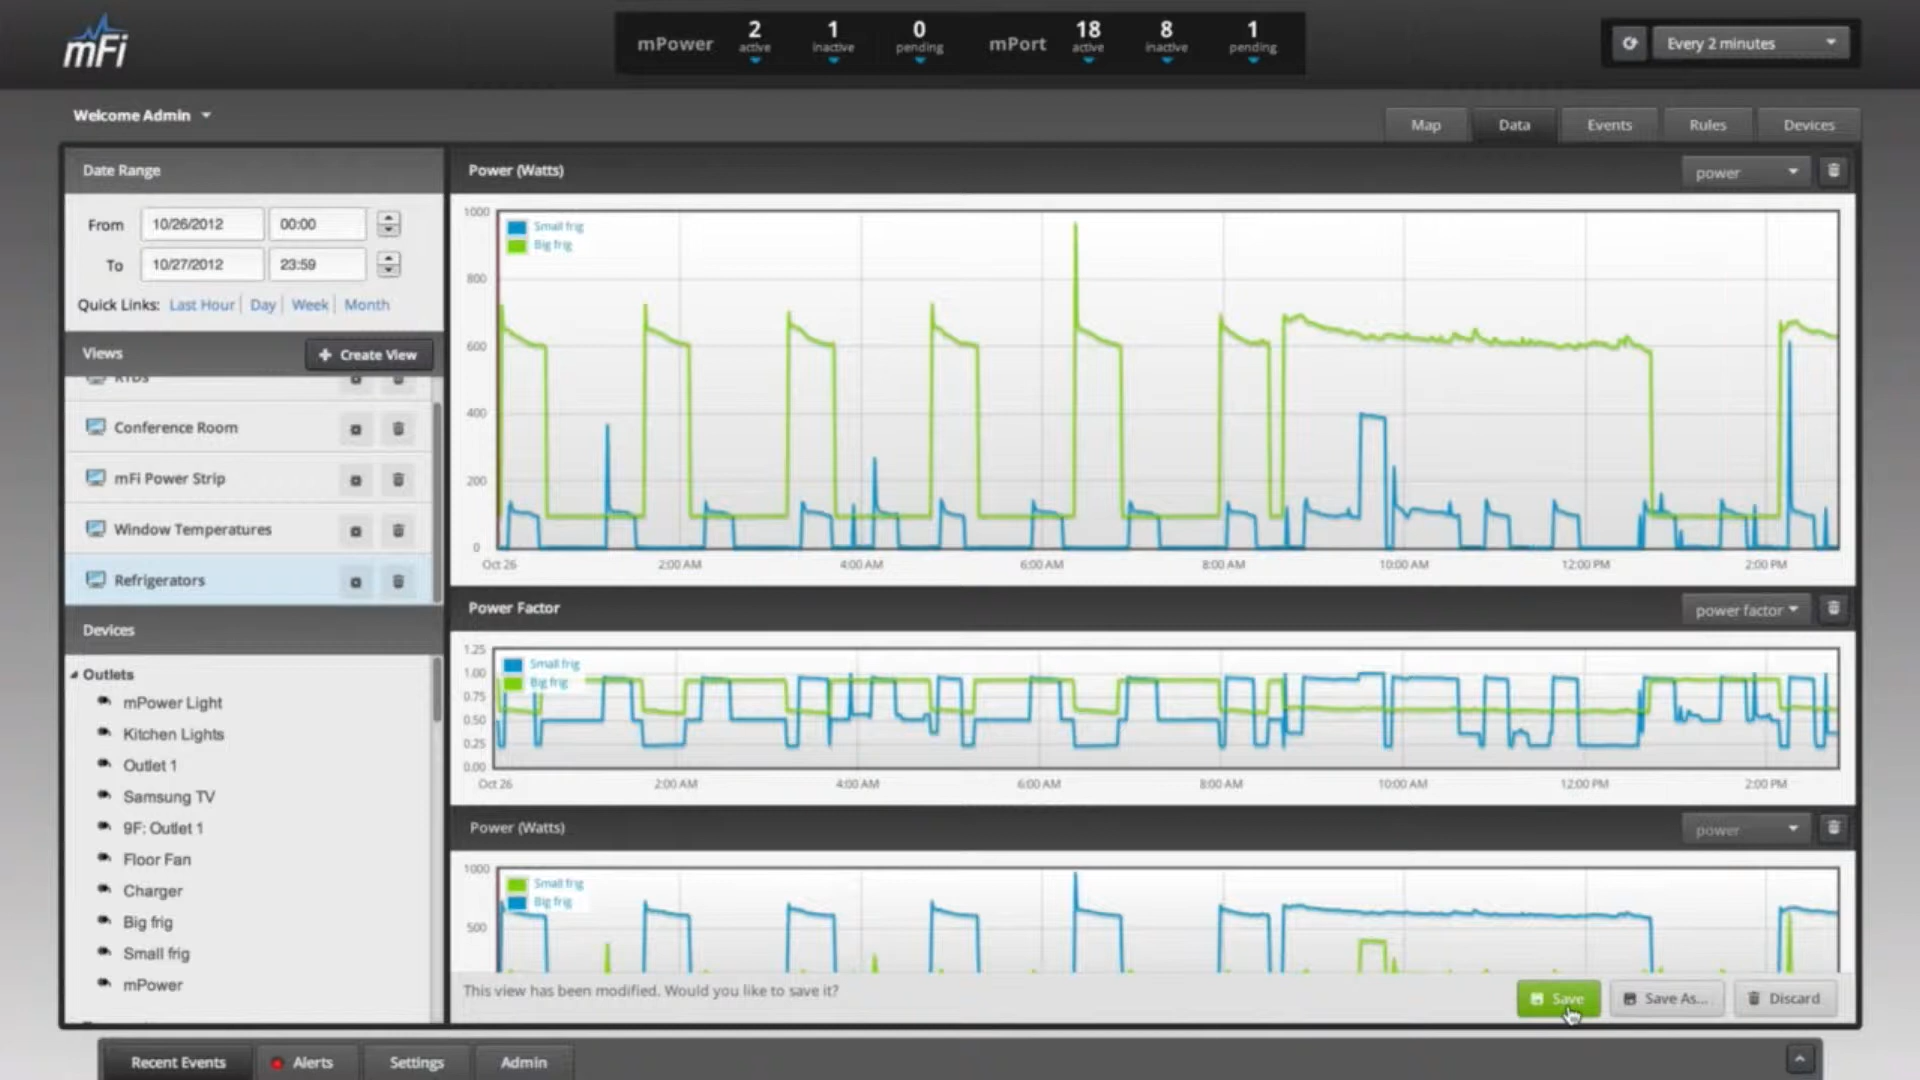 mFi
mPower 2 active 1 inactive 0 pending mPort 18 active 8 inactive 1 pending
Every 2 minutes
Welcome Admin
Map Data Events Rules Devices
Date Range
From 10/26/2012 00:00
To 10/27/2012 23:59
Quick Links: Last Hour Day Week Month
Views
Create View
RTDs
Conference Room
mFi Power Strip
Window Temperatures
Refrigerators
Devices
Outlets
mPower Light
Kitchen Lights
Outlet 1
Samsung TV
9F: Outlet 1
Floor Fan
Charger
Big frig
Small frig
mPower
Power (Watts)
power
1000
800
600
400
200
0
Small frig
Big frig
Oct 26 2:00 AM 4:00 AM 6:00 AM 8:00 AM 10:00 AM 12:00 PM 2:00 PM
Power Factor
power factor
1.25
1.00
0.75
0.50
0.25
0.00
Small frig
Big frig
Oct 26 2:00 AM 4:00 AM 6:00 AM 8:00 AM 10:00 AM 12:00 PM 2:00 PM
Power (Watts)
power
1000
500
Small frig
Big frig
This view has been modified. Would you like to save it?
Save Save As... Discard
Recent Events Alerts Settings Admin